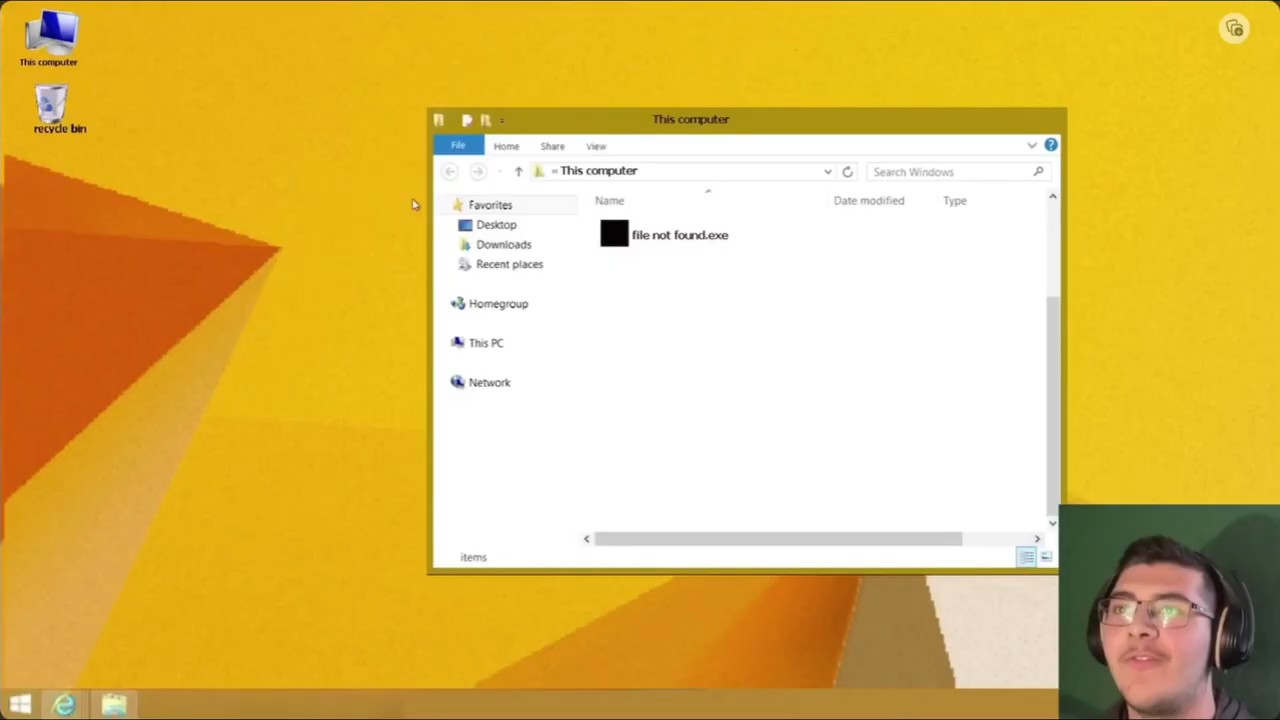 This computer
recycle bin
This computer
File Home Share View
This computer
Search Windows
Favorites
Desktop
Downloads
Recent places
Homegroup
This PC
Network
Name Date modified Type
file not found.exe
items